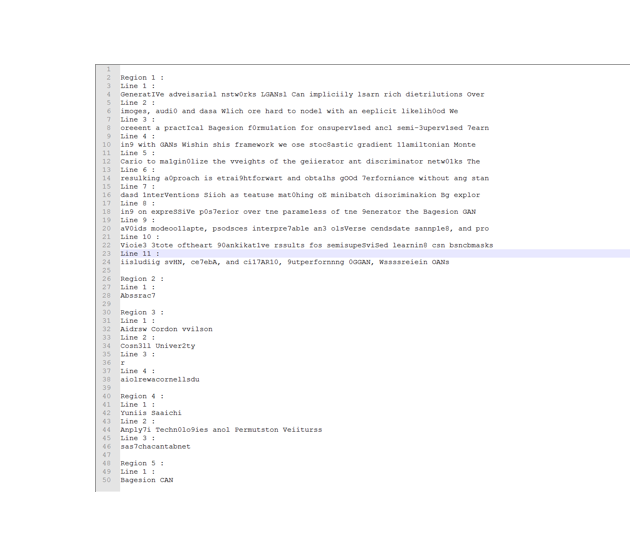 1
2 Region 1 :
3 Line 1 :
4 GeneratIVe adveisarial nstw0rks LGANsl Can impliciily lsarn rich dietrilutions Over
5 Line 2 :
6 imoges, audi0 and dasa Wlich ore hard to nodel with an eeplicit likelih0od We
7 Line 3 :
8 oreeent a practIcal Bagesion f0rmulation for onsuperv1sed ancl semi-3uperv1sed 7earn
9 Line 4 :
10 in9 with GANs Wishin shis framework we ose stoc8astic gradient 1lamiltonian Monte
11 Line 5 :
12 Cario to ma1gin0lize the vveights of the geiierator ant discriminator netw0lks The
13 Line 6 :
14 resulking a0proach is etrai9htforwart and obta1hs gOOd 7erforniance without ang stan
15 Line 7 :
16 dasd 1nterVentions Siioh as teatuse mat0hing oE minibatch disoriminakion Bg explor
17 Line 8 :
18 in9 on expreSSiVe p0s7erior over tne parameless of tne 9enerator the Bagesion GAN
19 Line 9 :
20 aV0ids modeoollapte, psodsces interpre7able an3 olsVerse cendsdate sannple8, and pro
21 Line 10 :
22 Vioie3 3tote oftheart 90ankikat1ve rssults fos semisupeSviSed learnin8 csn bsncbmasks
23 Line 11 :
24 iisludiig svHN, ce7ebA, and ci17AR10, 9utperfornnng 0GGAN, Wassssreiein OANs
25
26 Region 2 :
27 Line 1 :
28 Abssrac7
29
30 Region 3 :
31 Line 1 :
32 Aidrsw Cordon vvilson
33 Line 2 :
34 Cosn3ll Univer2ty
35 Line 3 :
36 r
37 Line 4 :
38 aiolrewacornellsdu
39
40 Region 4 :
41 Line 1 :
42 Yuniis Saaichi
43 Line 2 :
44 Anply7i Techn0lo9ies anol Permutston Veiiturss
45 Line 3 :
46 sas7chacantabnet
47
48 Region 5 :
49 Line 1 :
50 Bagesion CAN